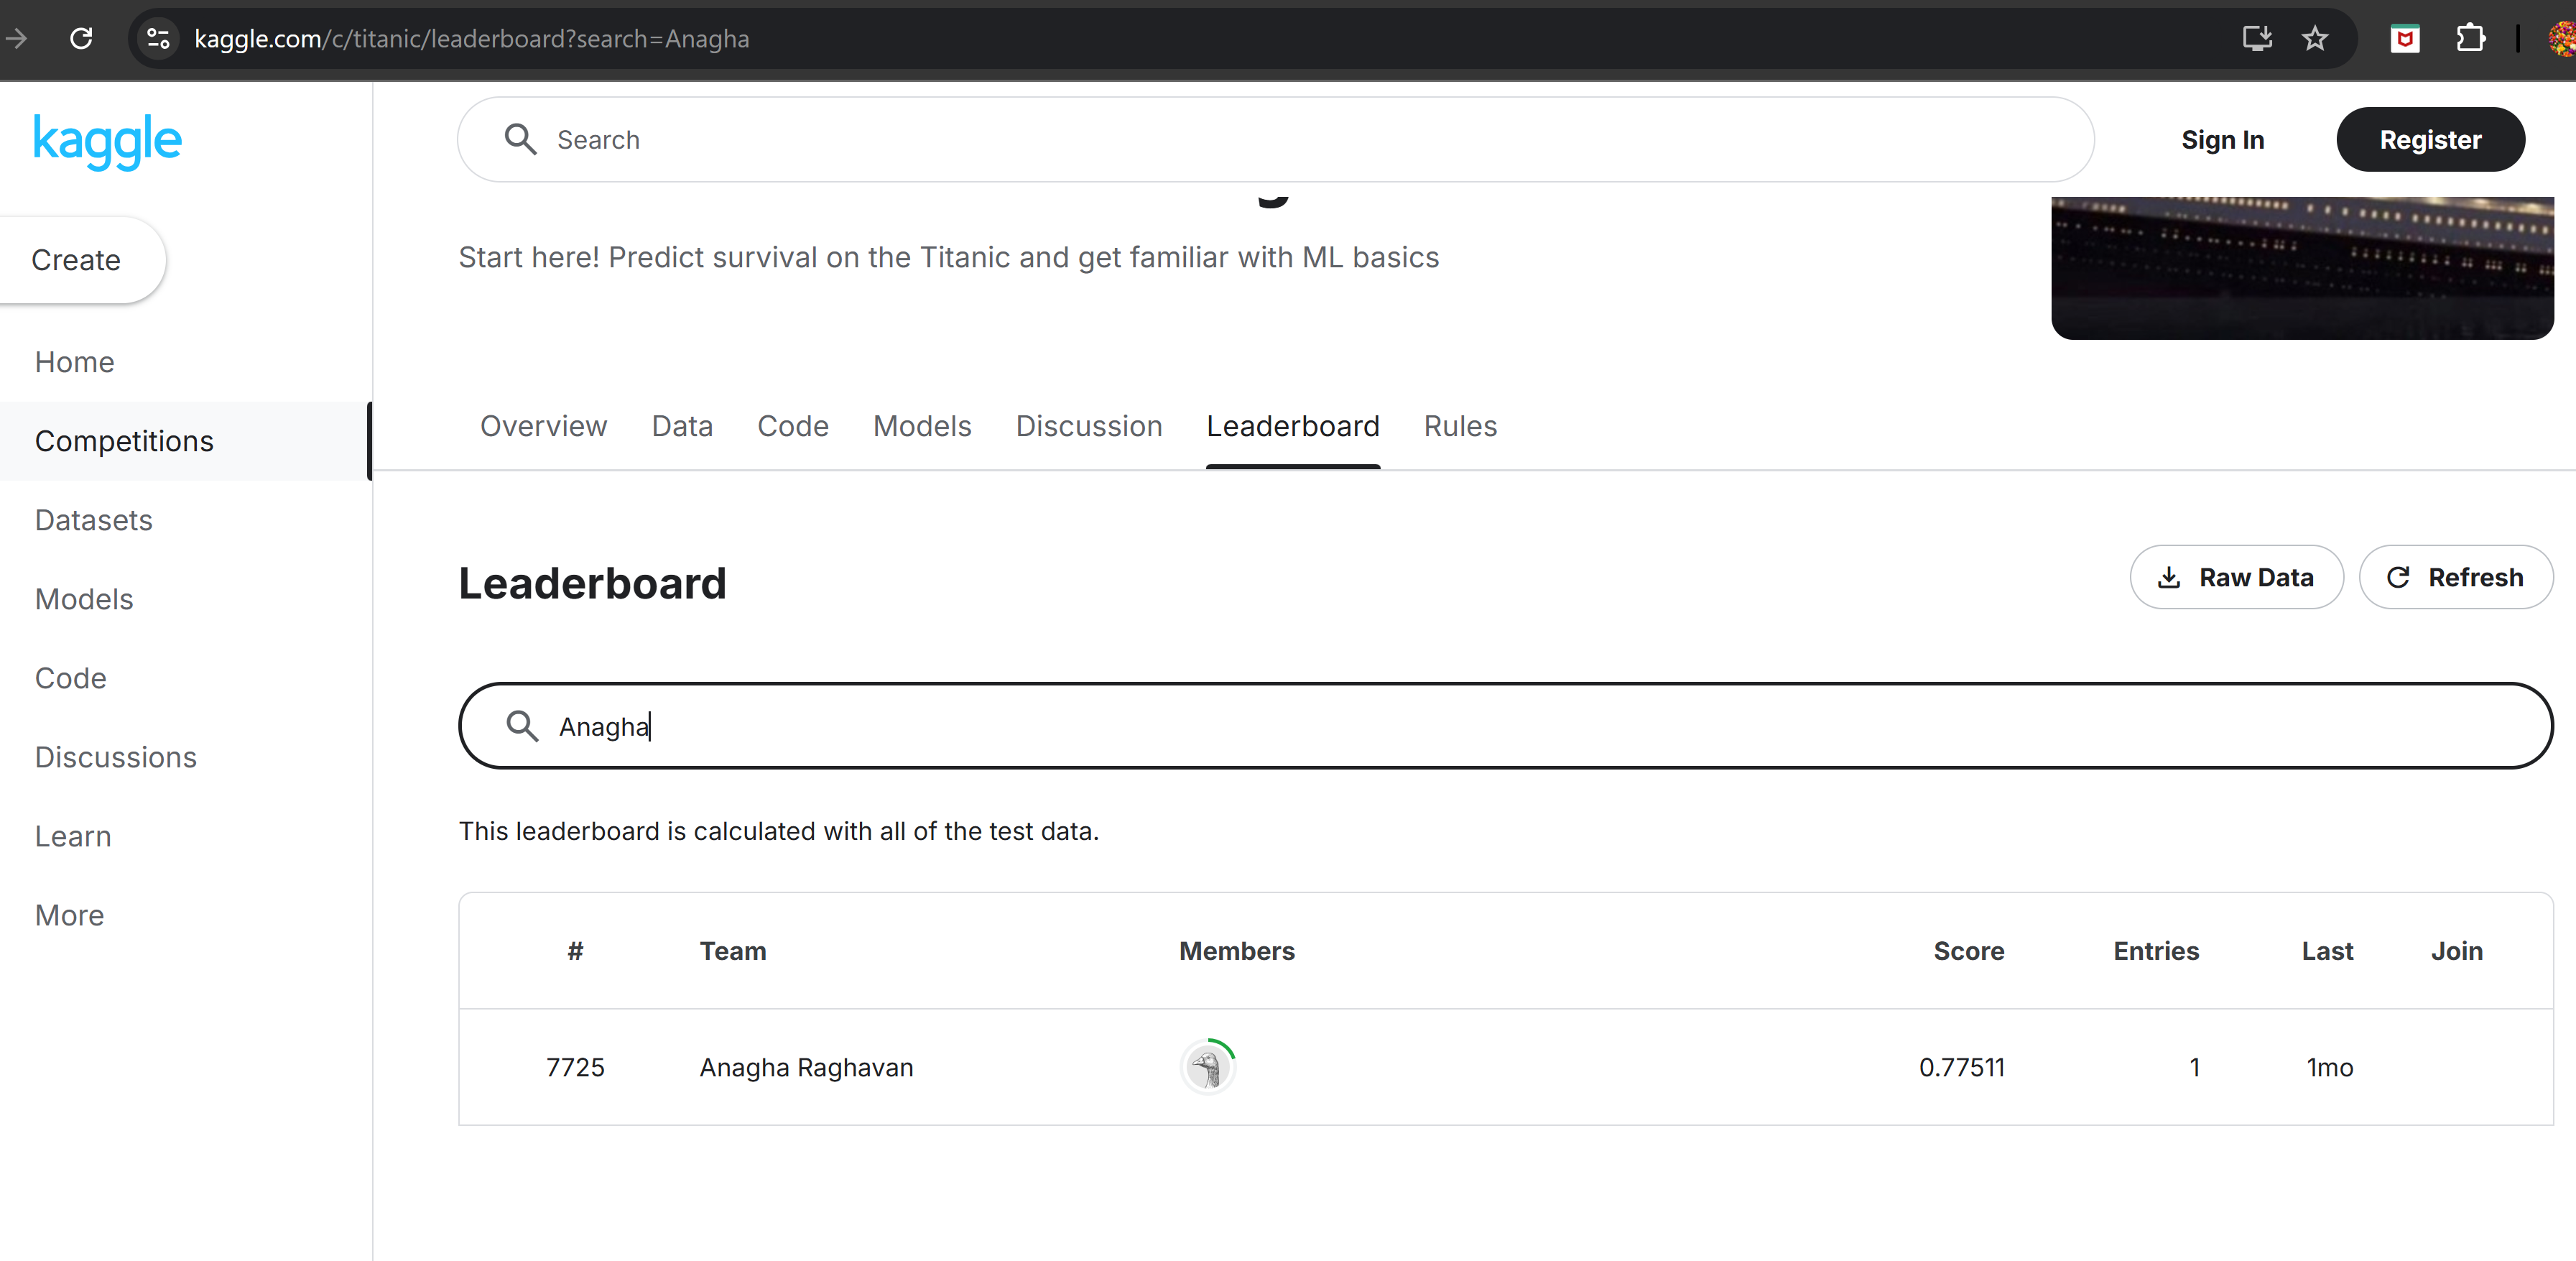 kaggle.com/c/titanic/leaderboard?search=Anagha
kaggle
Search
Sign In
Register
Create
Start here! Predict survival on the Titanic and get familiar with ML basics
Home
Competitions
Datasets
Models
Code
Discussions
Learn
More
Overview Data Code Models Discussion Leaderboard Rules
Leaderboard
Raw Data
Refresh
Anagha
This leaderboard is calculated with all of the test data.
# Team Members Score Entries Last Join
7725 Anagha Raghavan 0.77511 1 1mo